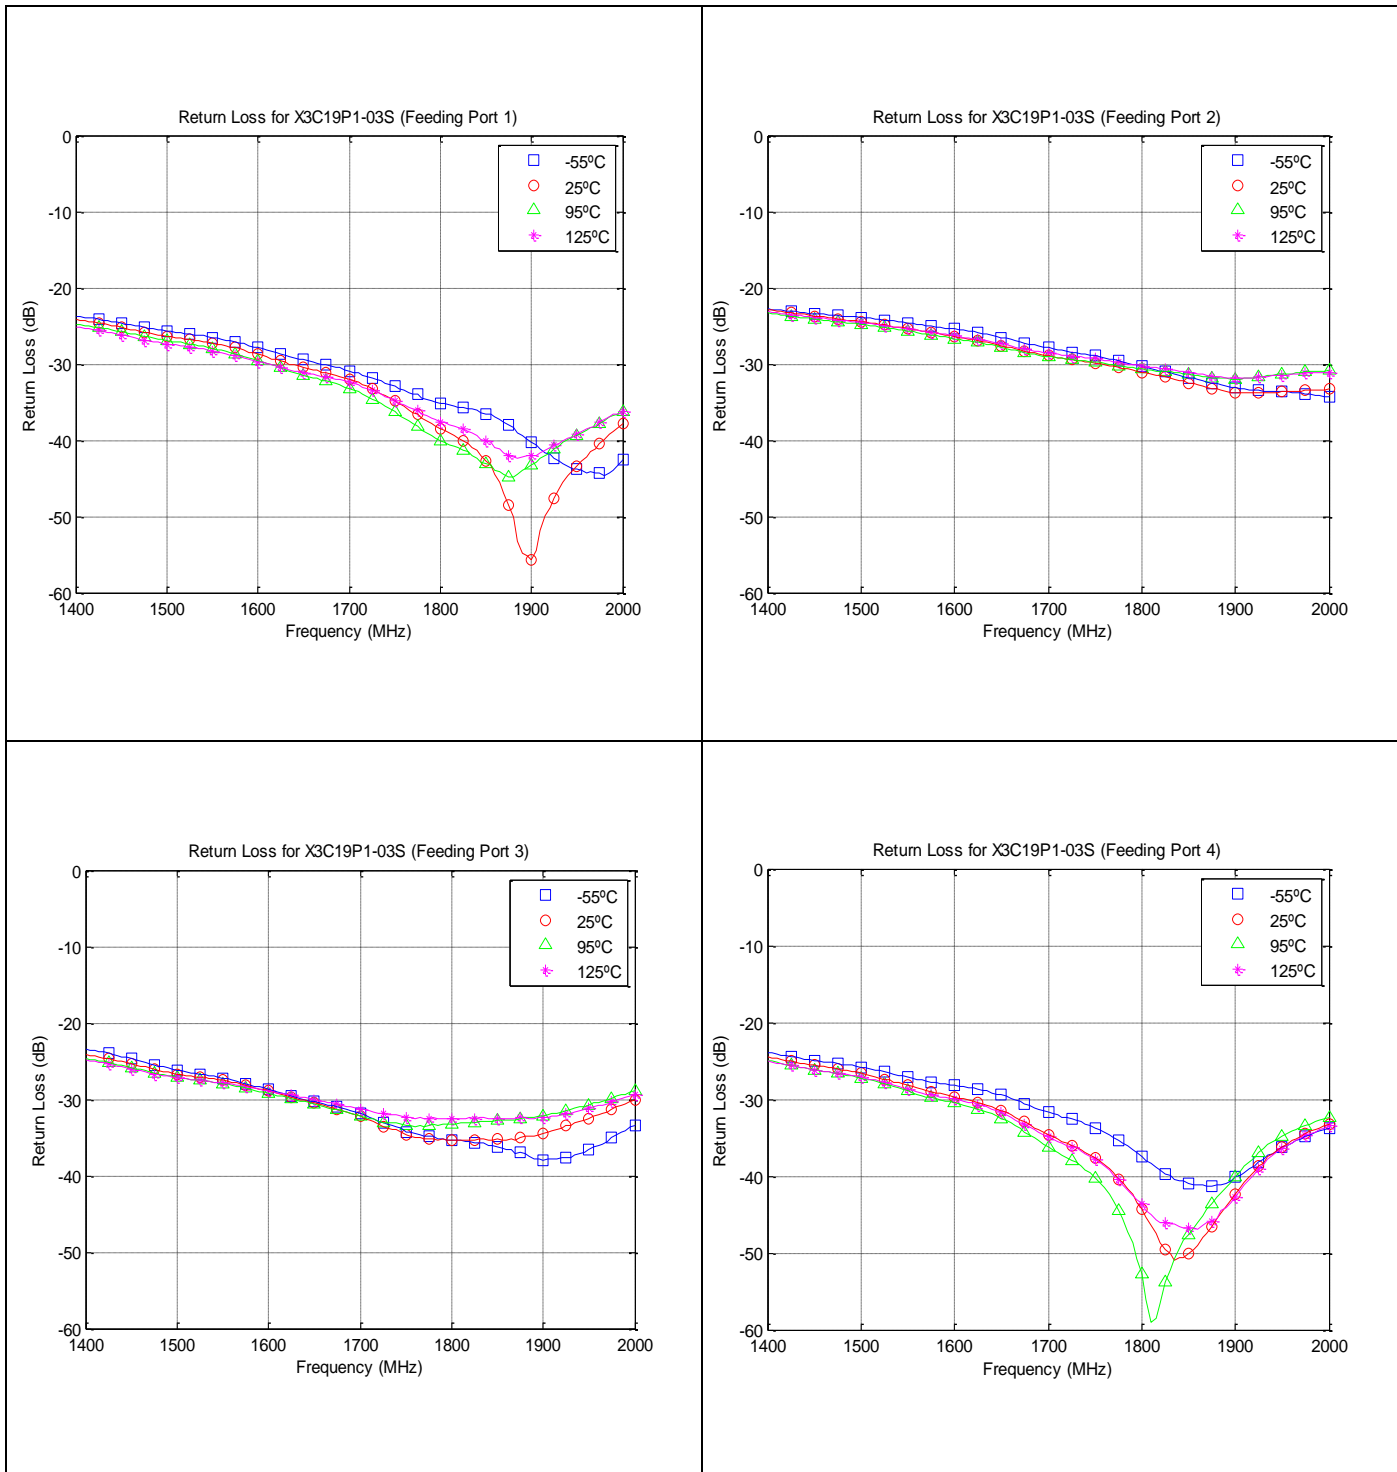 Return Loss for X3C19P1-03S (Feeding Port 1)
0
-10
-20
-30
-40
-50
-60
Return Loss (dB)
-55ºC
25ºC
95ºC
125ºC
1400 1500 1600 1700 1800 1900 2000
Frequency (MHz)
Return Loss for X3C19P1-03S (Feeding Port 2)
0
-10
-20
-30
-40
-50
-60
Return Loss (dB)
-55ºC
25ºC
95ºC
125ºC
1400 1500 1600 1700 1800 1900 2000
Frequency (MHz)
Return Loss for X3C19P1-03S (Feeding Port 3)
0
-10
-20
-30
-40
-50
-60
Return Loss (dB)
-55ºC
25ºC
95ºC
125ºC
1400 1500 1600 1700 1800 1900 2000
Frequency (MHz)
Return Loss for X3C19P1-03S (Feeding Port 4)
0
-10
-20
-30
-40
-50
-60
Return Loss (dB)
-55ºC
25ºC
95ºC
125ºC
1400 1500 1600 1700 1800 1900 2000
Frequency (MHz)